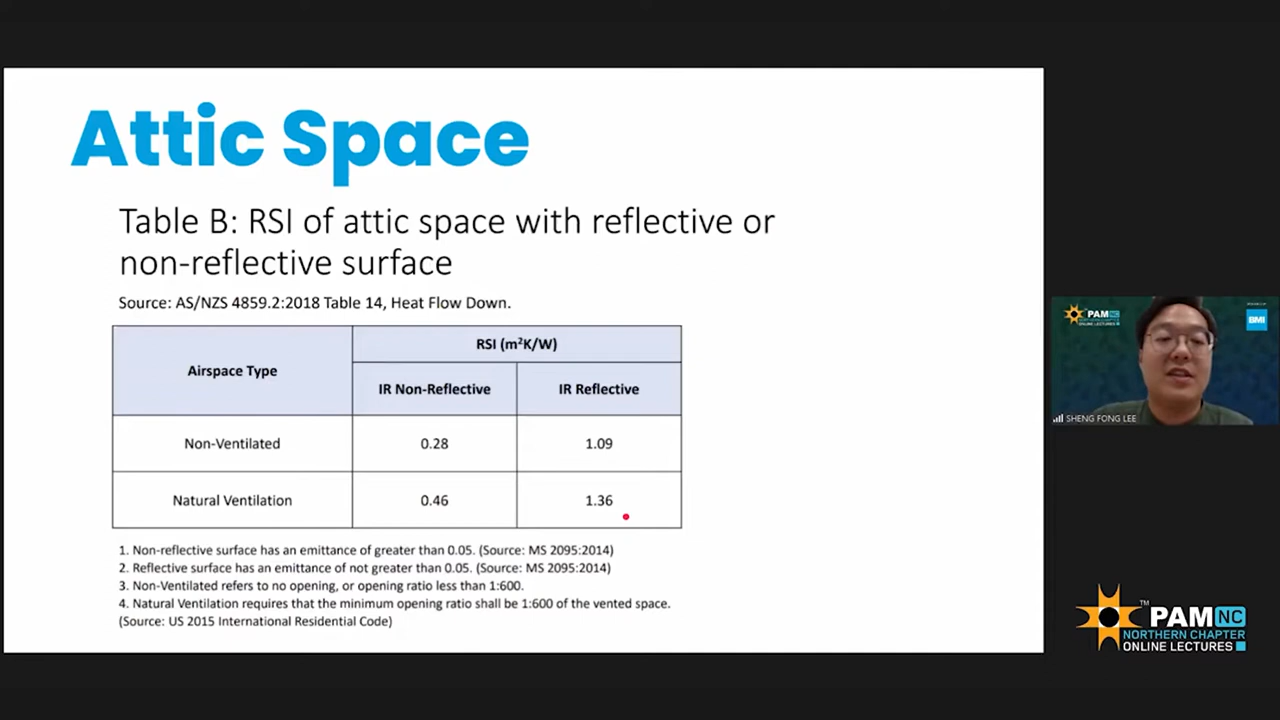 Attic Space
Table B: RSI of attic space with reflective or
non-reflective surface
Source: AS/NZS 4859.2:2018 Table 14, Heat Flow Down.
Airspace Type
RSI (m²K/W)
IR Non-Reflective
IR Reflective
Non-Ventilated
0.28
1.09
Natural Ventilation
0.46
1.36
1. Non-reflective surface has an emittance of greater than 0.05. (Source: MS 2095:2014)
2. Reflective surface has an emittance of not greater than 0.05. (Source: MS 2095:2014)
3. Non-Ventilated refers to no opening, or opening ratio less than 1:600.
4. Natural Ventilation requires that the minimum opening ratio shall be 1:600 of the vented space.
(Source: US 2015 International Residential Code)
PAM NC
NORTHERN CHAPTER
ONLINE LECTURES
BMI
SHENG FONG LEE
TM
PAM NC
NORTHERN CHAPTER
ONLINE LECTURES